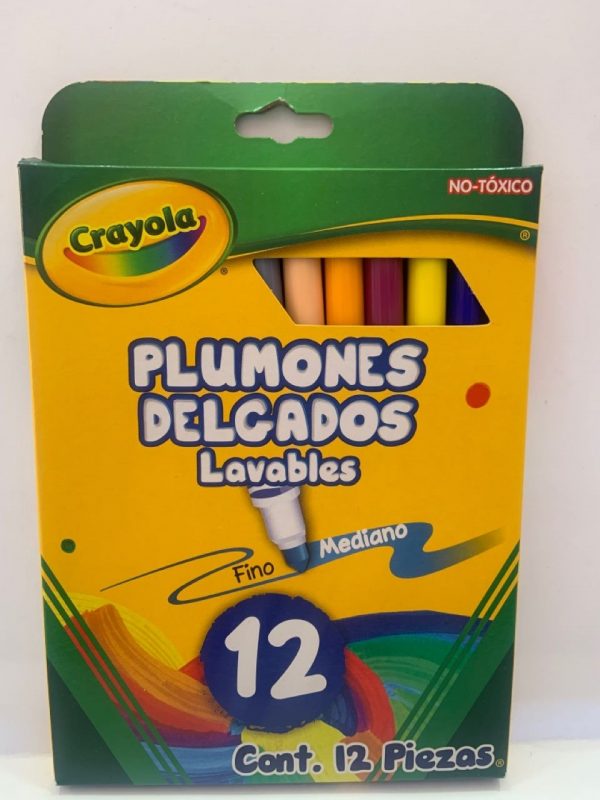 NO-TÓXICO
Crayola
PLUMONES
DELGADOS
Lavables
Fino
Mediano
12
Cont. 12 Piezas